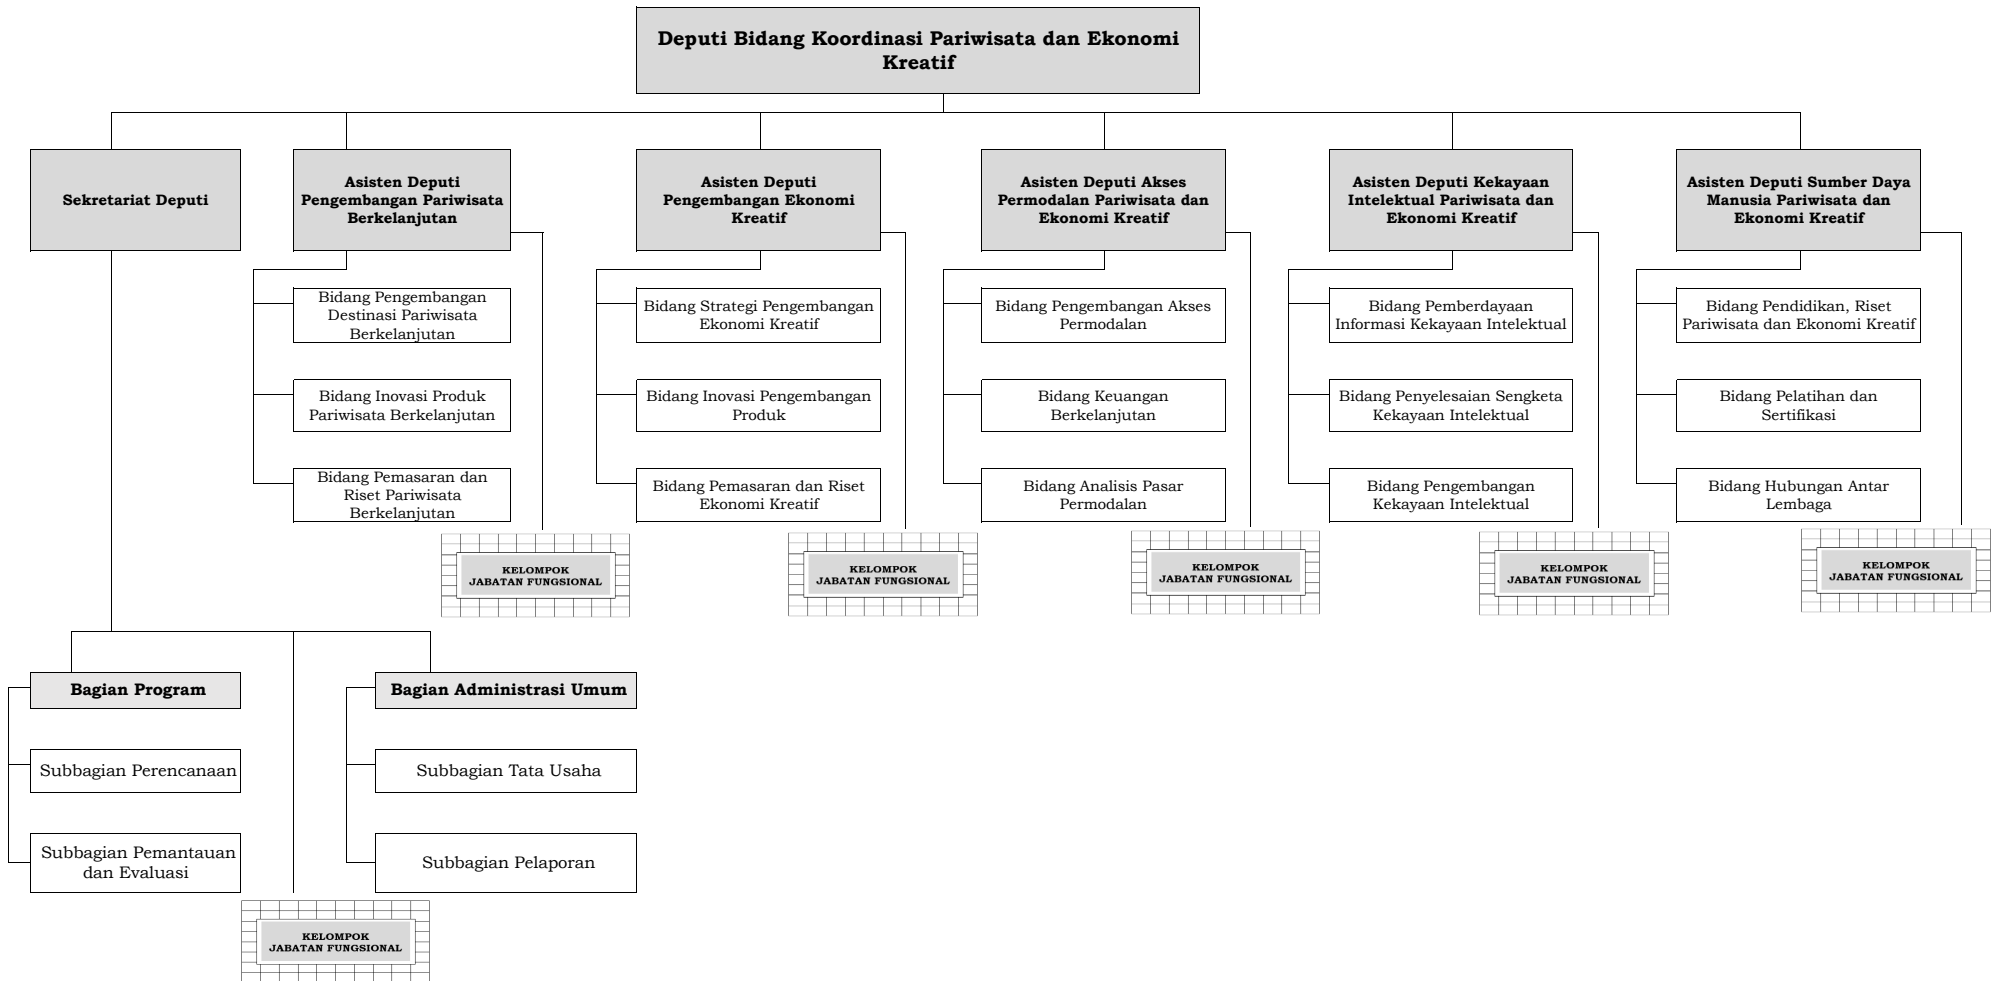 Deputi Bidang Koordinasi Pariwisata dan Ekonomi
Kreatif
Sekretariat Deputi
Asisten Deputi
Pengembangan Pariwisata
Berkelanjutan
Asisten Deputi
Pengembangan Ekonomi
Kreatif
Asisten Deputi Akses
Permodalan Pariwisata dan
Ekonomi Kreatif
Asisten Deputi Kekayaan
Intelektual Pariwisata dan
Ekonomi Kreatif
Asisten Deputi Sumber Daya
Manusia Pariwisata dan
Ekonomi Kreatif
Bidang Pengembangan
Destinasi Pariwisata
Berkelanjutan
Bidang Strategi Pengembangan
Ekonomi Kreatif
Bidang Pengembangan Akses
Permodalan
Bidang Pemberdayaan
Informasi Kekayaan Intelektual
Bidang Pendidikan, Riset
Pariwisata dan Ekonomi Kreatif
Bidang Inovasi Produk
Pariwisata Berkelanjutan
Bidang Inovasi Pengembangan
Produk
Bidang Keuangan
Berkelanjutan
Bidang Penyelesaian Sengketa
Kekayaan Intelektual
Bidang Pelatihan dan
Sertifikasi
Bidang Pemasaran dan
Riset Pariwisata
Berkelanjutan
Bidang Pemasaran dan Riset
Ekonomi Kreatif
Bidang Analisis Pasar
Permodalan
Bidang Pengembangan
Kekayaan Intelektual
Bidang Hubungan Antar
Lembaga
KELOMPOK
JABATAN FUNGSIONAL
KELOMPOK
JABATAN FUNGSIONAL
KELOMPOK
JABATAN FUNGSIONAL
KELOMPOK
JABATAN FUNGSIONAL
KELOMPOK
JABATAN FUNGSIONAL
Bagian Program
Bagian Administrasi Umum
Subbagian Perencanaan
Subbagian Tata Usaha
Subbagian Pemantauan
dan Evaluasi
Subbagian Pelaporan
KELOMPOK
JABATAN FUNGSIONAL